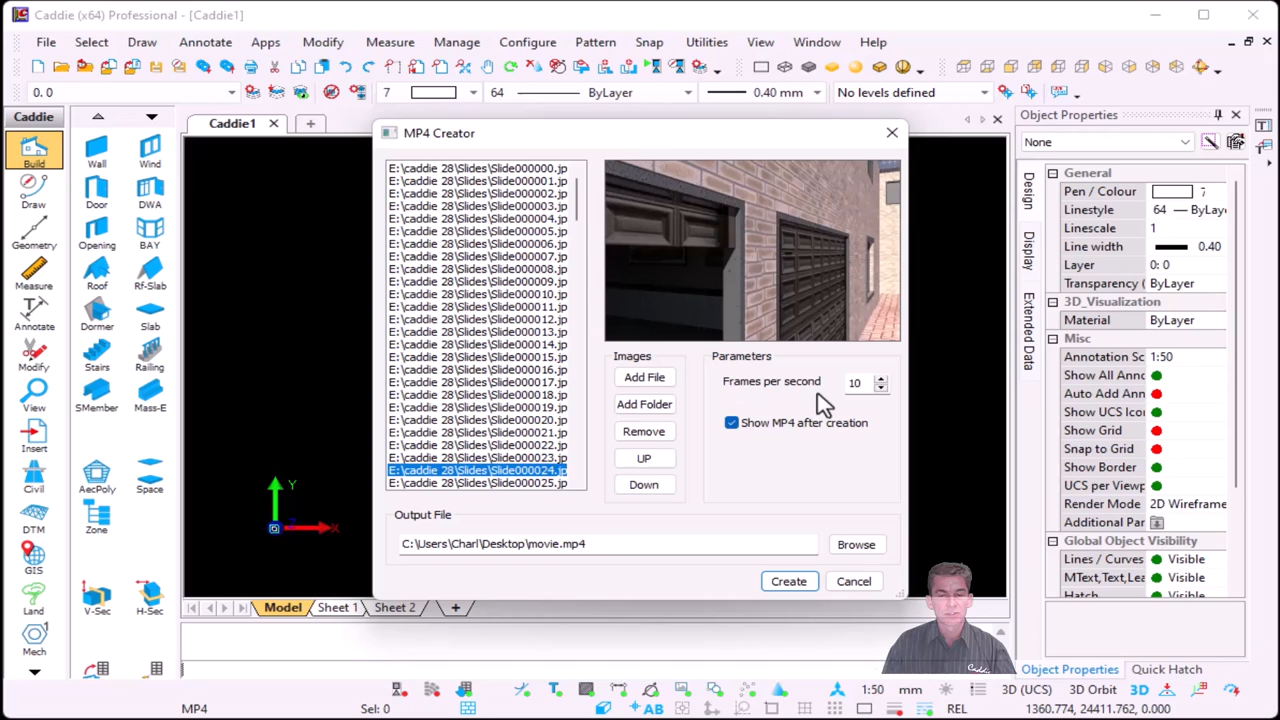 Caddie (x64) Professional - [Caddie1]
File Select Draw Annotate Apps Modify Measure Manage Configure Pattern Snap Utilities View Window Help
0. 0
7
64 ByLayer
0.40 mm
No levels defined
Caddie
Build
Draw
Geometry
Measure
Annotate
Modify
View
Insert
Civil
DTM
GIS
Land
Mech
Wall Wind
Door DWA
Opening BAY
Roof Rf-Slab
Dormer Slab
Stairs Railing
SMember Mass-E
AecPoly Space
Zone
V-Sec H-Sec
Caddie1
Y
X
MP4 Creator
E:\caddie 28\Slides\Slide000000.jp
E:\caddie 28\Slides\Slide000001.jp
E:\caddie 28\Slides\Slide000002.jp
E:\caddie 28\Slides\Slide000003.jp
E:\caddie 28\Slides\Slide000004.jp
E:\caddie 28\Slides\Slide000005.jp
E:\caddie 28\Slides\Slide000006.jp
E:\caddie 28\Slides\Slide000007.jp
E:\caddie 28\Slides\Slide000008.jp
E:\caddie 28\Slides\Slide000009.jp
E:\caddie 28\Slides\Slide000010.jp
E:\caddie 28\Slides\Slide000011.jp
E:\caddie 28\Slides\Slide000012.jp
E:\caddie 28\Slides\Slide000013.jp
E:\caddie 28\Slides\Slide000014.jp
E:\caddie 28\Slides\Slide000015.jp
E:\caddie 28\Slides\Slide000016.jp
E:\caddie 28\Slides\Slide000017.jp
E:\caddie 28\Slides\Slide000018.jp
E:\caddie 28\Slides\Slide000019.jp
E:\caddie 28\Slides\Slide000020.jp
E:\caddie 28\Slides\Slide000021.jp
E:\caddie 28\Slides\Slide000022.jp
E:\caddie 28\Slides\Slide000023.jp
E:\caddie 28\Slides\Slide000024.jp
E:\caddie 28\Slides\Slide000025.jp
Images
Add File
Add Folder
Remove
UP
Down
Parameters
Frames per second 10
Show MP4 after creation
Output File
C:\Users\Charl\Desktop\movie.mp4
Browse
Create Cancel
Object Properties
None
Design
Display
Extended Data
General
Pen / Colour 7
Linestyle 64 ByLaye
Linescale 1
Line width 0.40
Layer 0: 0
Transparency ( ByLayer
3D_Visualization
Material ByLayer
Misc
Annotation Sc 1:50
Show All Anno
Auto Add Ann
Show UCS Icon
Show Grid
Snap to Grid
Show Border
UCS per Viewp
Render Mode 2D Wireframe
Additional Par
Global Object Visibility
Lines / Curves Visible
MText,Text,Lea Visible
Hatch Visible
Object Properties Quick Hatch
Model Sheet 1 Sheet 2
Caddie
1:50 mm 3D (UCS) 3D Orbit 3D
MP4 Sel: 0 AB REL 1360.774, 24411.762, 0.000